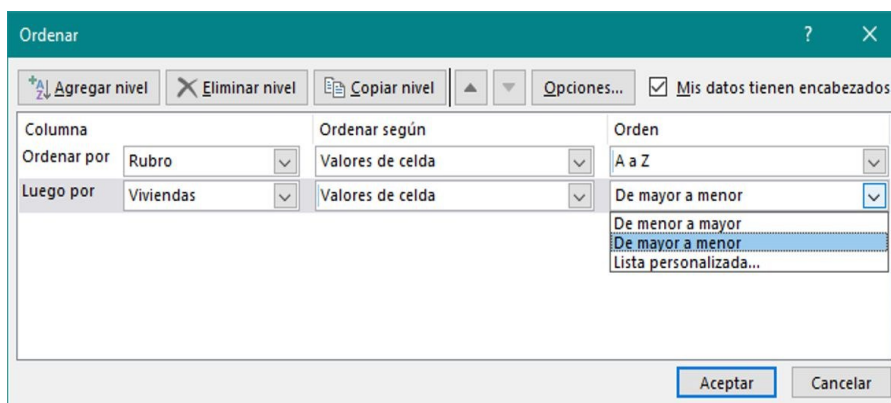 Ordenar ? X
Agregar nivel Eliminar nivel Copiar nivel Opciones... Mis datos tienen encabezados
Columna Ordenar según Orden
Ordenar por Rubro Valores de celda A a Z
Luego por Viviendas Valores de celda De mayor a menor
De menor a mayor
De mayor a menor
Lista personalizada...
Aceptar Cancelar